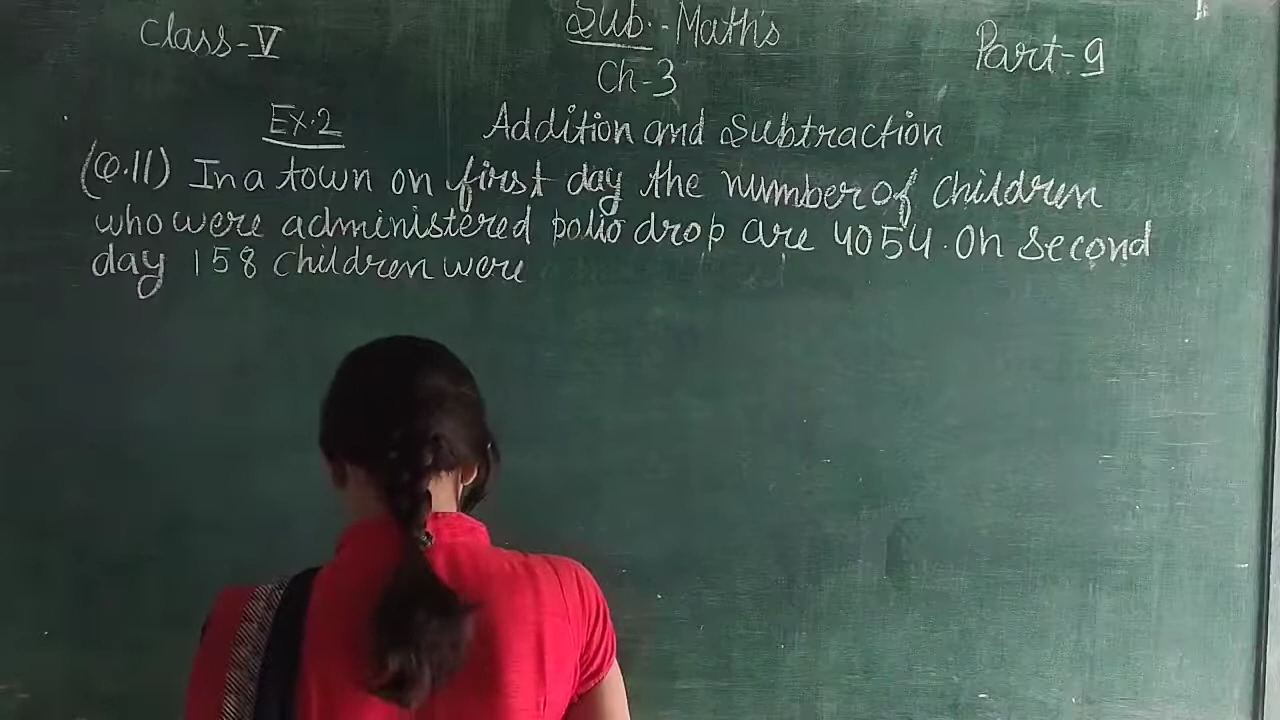 Class-V
Sub.-Math's
Part-9
Ch-3
Ex.2
Addition and Subtraction
(Q.11) In a town on first day the number of children
who were administered polio drop are 4054. On second
day 158 children were